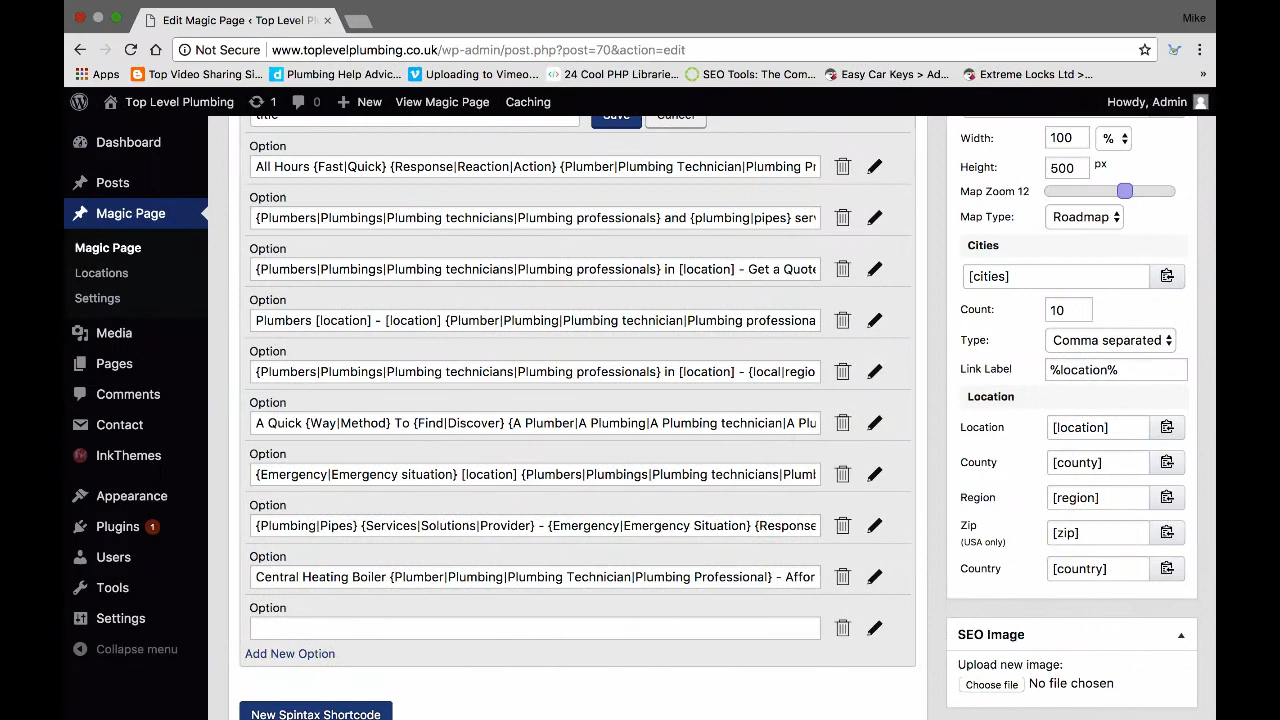 Edit Magic Page ‹ Top Level Pl
Mike
Not Secure
www.toplevelplumbing.co.uk/wp-admin/post.php?post=70&action=edit
Apps
Top Video Sharing Si...
Plumbing Help Advic...
Uploading to Vimeo...
24 Cool PHP Librarie...
SEO Tools: The Com...
Easy Car Keys > Ad...
Extreme Locks Ltd >...
»
Top Level Plumbing
1
0
New
View Magic Page
Caching
Howdy, Admin
Dashboard
Posts
Magic Page
Magic Page
Locations
Settings
Media
Pages
Comments
Contact
InkThemes
Appearance
Plugins 1
Users
Tools
Settings
Collapse menu
title
Save
Cancel
Option
All Hours {Fast|Quick} {Response|Reaction|Action} {Plumber|Plumbing Technician|Plumbing Pr
Option
{Plumbers|Plumbings|Plumbing technicians|Plumbing professionals} and {plumbing|pipes} serv
Option
{Plumbers|Plumbings|Plumbing technicians|Plumbing professionals} in [location] - Get a Quote
Option
Plumbers [location] - [location] {Plumber|Plumbing|Plumbing technician|Plumbing professiona
Option
{Plumbers|Plumbings|Plumbing technicians|Plumbing professionals} in [location] - {local|regio
Option
A Quick {Way|Method} To {Find|Discover} {A Plumber|A Plumbing|A Plumbing technician|A Plu
Option
{Emergency|Emergency situation} [location] {Plumbers|Plumbings|Plumbing technicians|Plumb
Option
{Plumbing|Pipes} {Services|Solutions|Provider} - {Emergency|Emergency Situation} {Response
Option
Central Heating Boiler {Plumber|Plumbing|Plumbing Technician|Plumbing Professional} - Affor
Option
Add New Option
New Spintax Shortcode
Width:
100
%
Height:
500
px
Map Zoom 12
Map Type:
Roadmap
Cities
[cities]
Count:
10
Type:
Comma separated
Link Label
%location%
Location
Location
[location]
County
[county]
Region
[region]
Zip
(USA only)
[zip]
Country
[country]
SEO Image
Upload new image:
Choose file
No file chosen